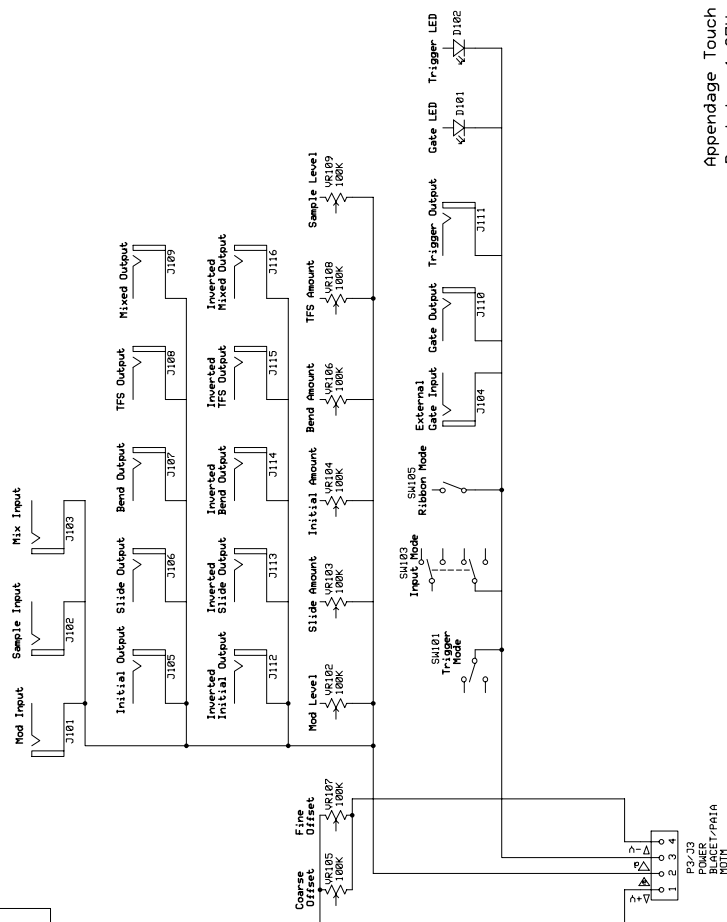 Mod Input
J101
Sample Input
J102
Mix Input
J103
Initial Output
J105
Slide Output
J106
Bend Output
J107
TFS Output
J108
Mixed Output
J109
Inverted
Initial Output
J112
Inverted
Slide Output
J113
Inverted
Bend Output
J114
Inverted
TFS Output
J115
Inverted
Mixed Output
J116
Coarse
Offset
VR105
100K
Fine
Offset
VR107
100K
Mod Level
VR102
100K
Slide Amount
VR103
100K
Initial Amount
VR104
100K
Bend Amount
VR106
100K
TFS Amount
VR108
100K
Sample Level
VR109
100K
SW101
Trigger
Mode
SW103
Input Mode
SW105
Ribbon Mode
External
Gate Input
J104
Gate Output
J110
Trigger Output
J111
Gate LED
D101
Trigger LED
D102
V+
V-
1 2 3 4
P3/J3
POWER
BLACET/PAIA
MOTM
Appendage Touch